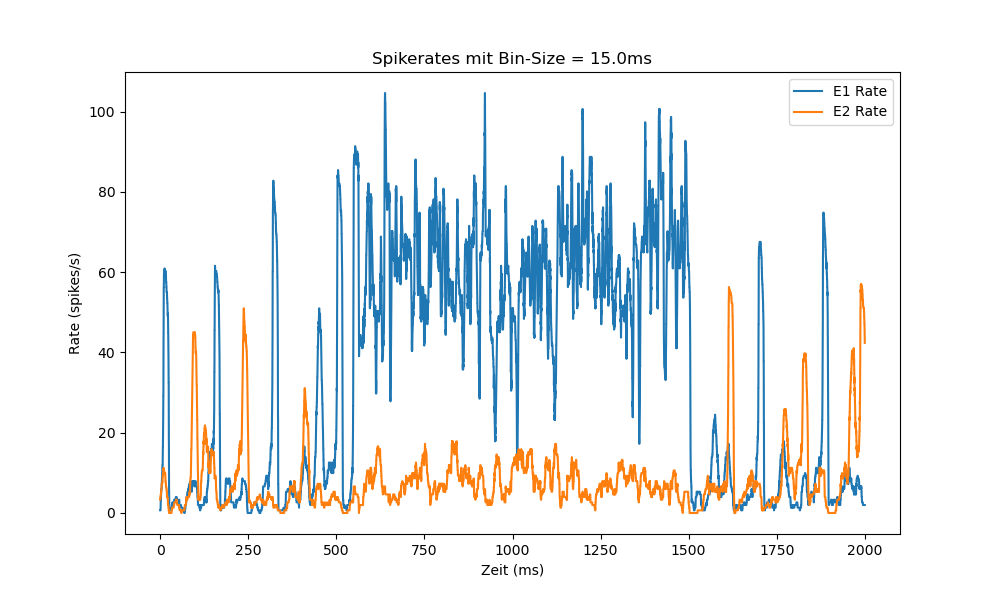 Spikerates mit Bin-Size = 15.0ms
E1 Rate
E2 Rate
Rate (spikes/s)
100
80
60
40
20
0
0 250 500 750 1000 1250 1500 1750 2000
Zeit (ms)